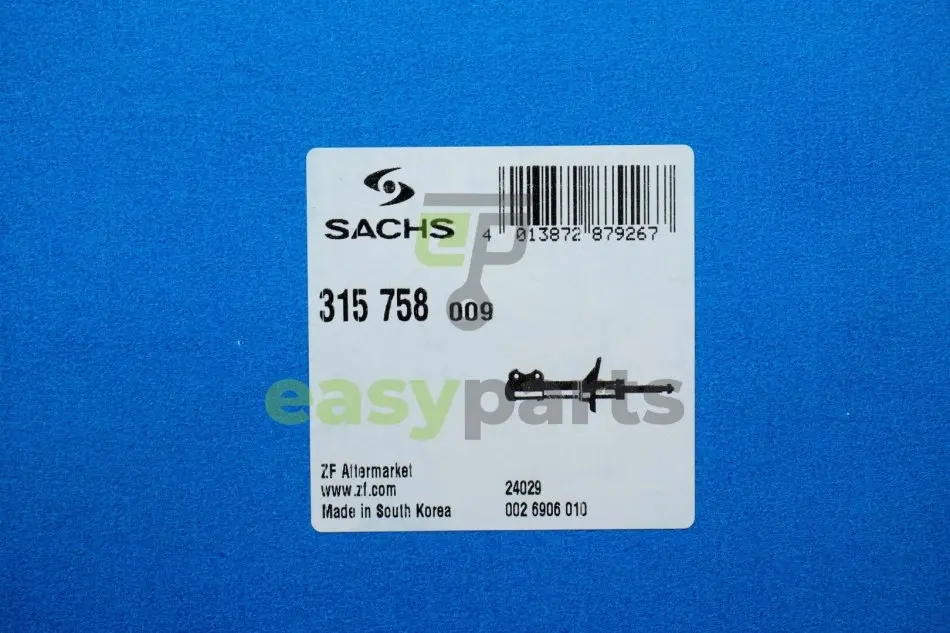 SACHS
4 013872 879267
315 758 009
easyparts
ZF Aftermarket
www.zf.com
24029
Made in South Korea
002 6906 010